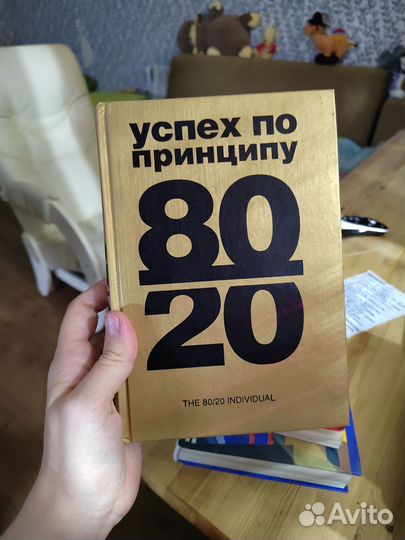 успех по
принципу
80
20
THE 80/20 INDIVIDUAL
Avito